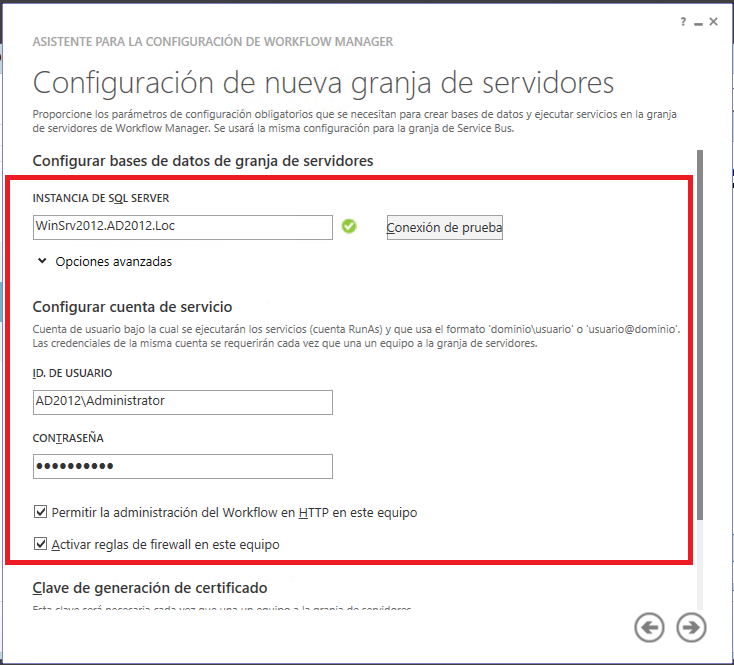 ?
ASISTENTE PARA LA CONFIGURACIÓN DE WORKFLOW MANAGER
Configuración de nueva granja de servidores
Proporcione los parámetros de configuración obligatorios que se necesitan para crear bases de datos y ejecutar servicios en la granja
de servidores de Workflow Manager. Se usará la misma configuración para la granja de Service Bus.
Configurar bases de datos de granja de servidores
INSTANCIA DE SQL SERVER
WinSrv2012.AD2012.Loc
Conexión de prueba
Opciones avanzadas
Configurar cuenta de servicio
Cuenta de usuario bajo la cual se ejecutarán los servicios (cuenta RunAs) y que usa el formato 'dominio\usuario' o 'usuario@dominio'.
Las credenciales de la misma cuenta se requerirán cada vez que una un equipo a la granja de servidores.
ID. DE USUARIO
AD2012\Administrator
CONTRASEÑA
●●●●●●●●●●
Permitir la administración del Workflow en HTTP en este equipo
Activar reglas de firewall en este equipo
Clave de generación de certificado
Esta clave será necesaria cada vez que una un equipo a la granja de servidores.